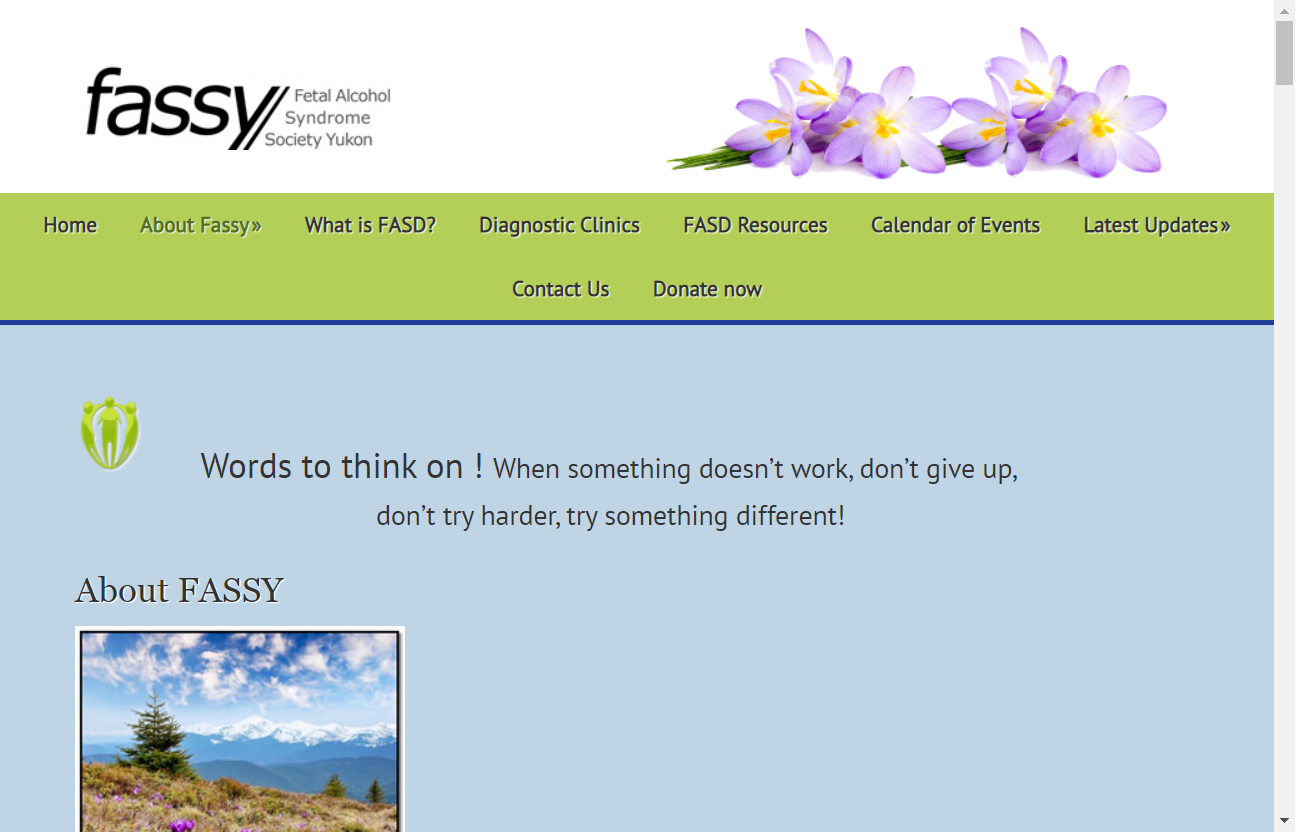 fassy Fetal Alcohol
Syndrome
Society Yukon
Home About Fassy» What is FASD? Diagnostic Clinics FASD Resources Calendar of Events Latest Updates»
Contact Us Donate now
Words to think on ! When something doesn’t work, don’t give up,
don’t try harder, try something different!
About FASSY